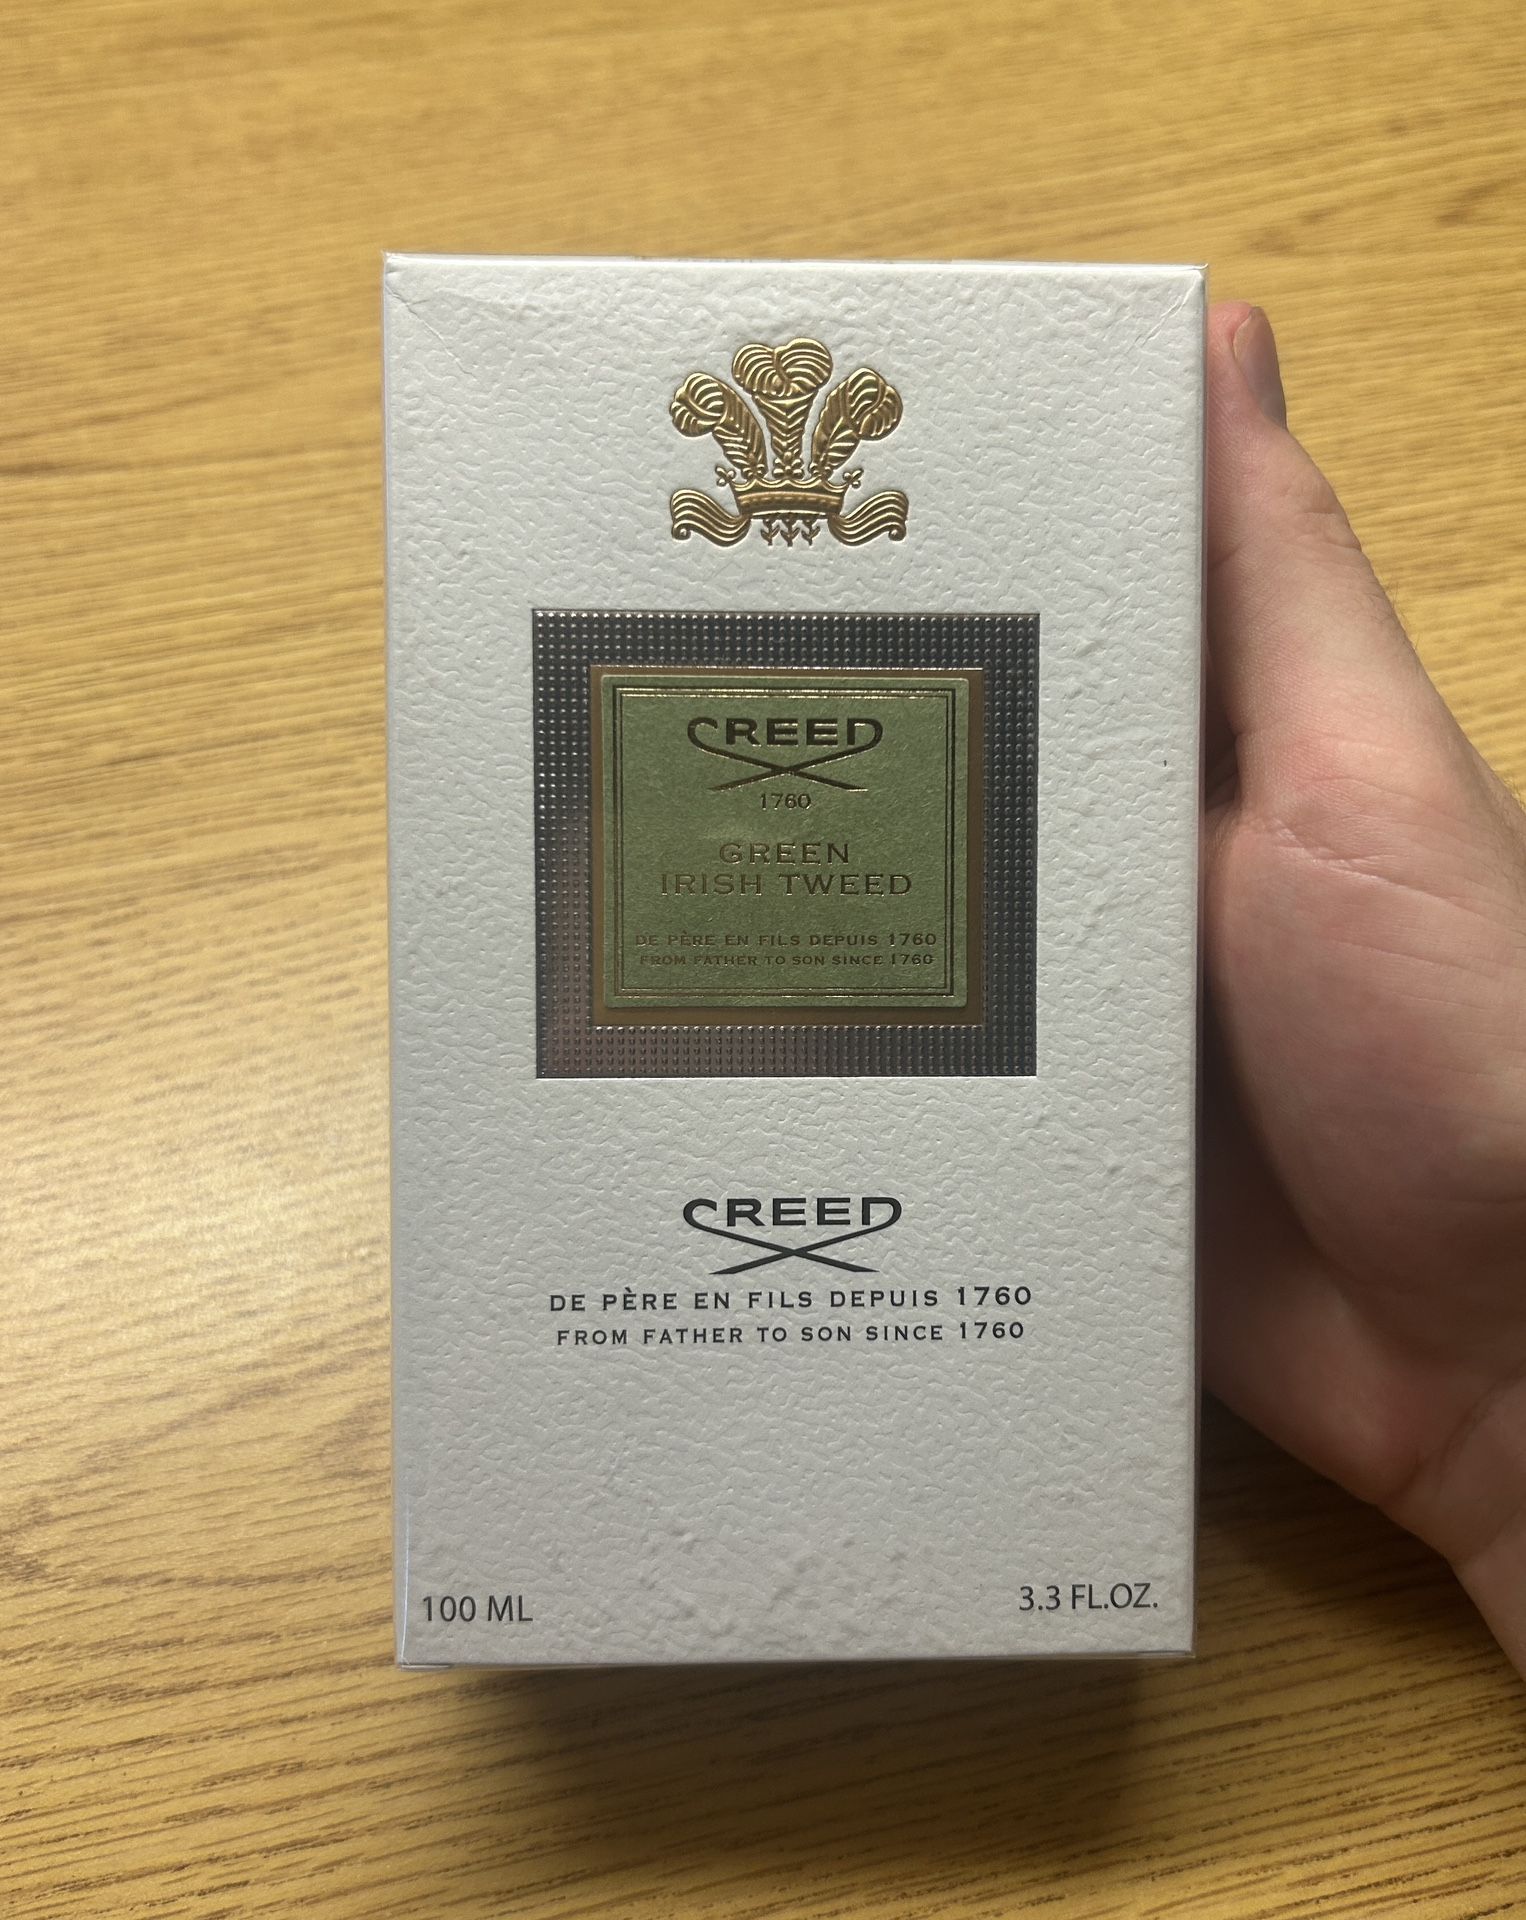 CREED
1760
GREEN
IRISH TWEED
DE PÈRE EN FILS DEPUIS 1760
FROM FATHER TO SON SINCE 1760
CREED
DE PÈRE EN FILS DEPUIS 1760
FROM FATHER TO SON SINCE 1760
100 ML
3.3 FL.OZ.